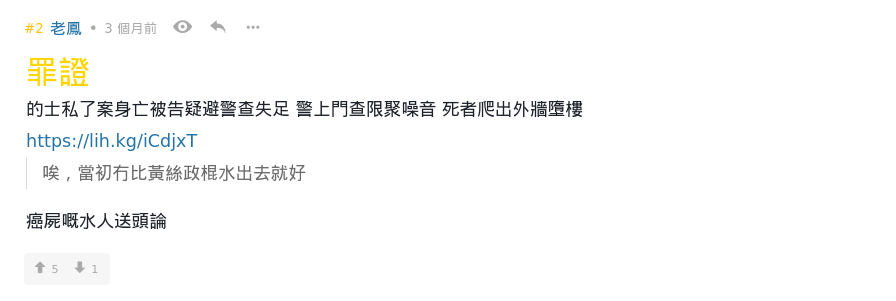 #2 老鳳 • 3 個月前
罪證
的士私了案身亡被告疑避警查失足 警上門查限聚噪音 死者爬出外牆墮樓
https://lih.kg/iCdjxT
唉，當初冇比黃絲政棍水出去就好
癌屍嘅水人送頭論
5 1